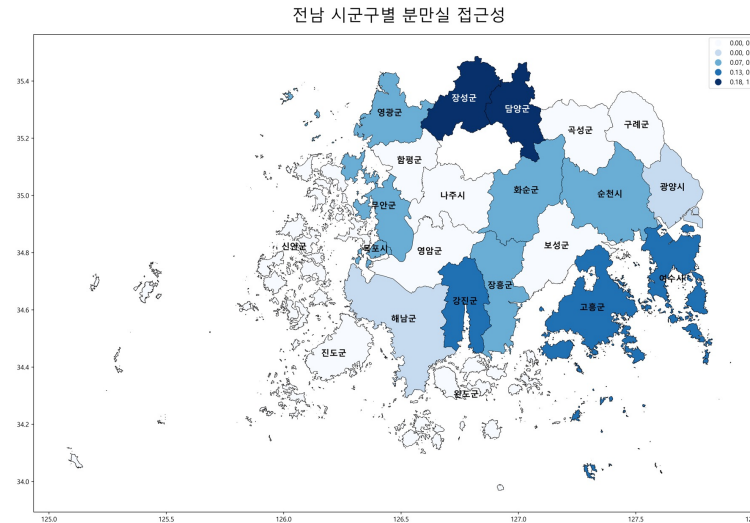 전남 시군구별 분만실 접근성
0.00, 0
0.00, 0
0.07, 0
0.13, 0
0.18, 1
35.4
35.2
35.0
34.8
34.6
34.4
34.2
34.0
장성군
담양군
영광군
곡성군
구례군
함평군
나주시
화순군
순천시
광양시
무안군
신안군
목포시
영암군
보성군
장흥군
여수시
강진군
고흥군
해남군
진도군
완도군
125.0
125.5
126.0
126.5
127.0
127.5